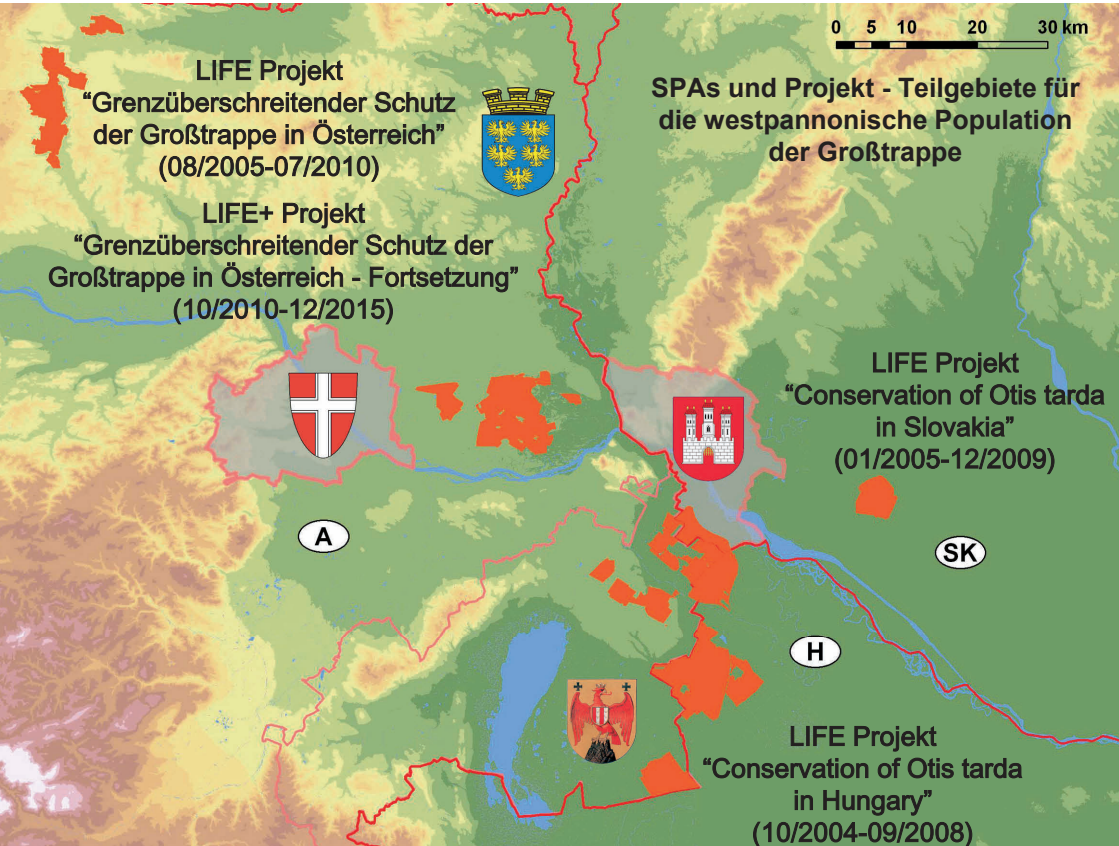 0 5 10 20 30 km
SPAs und Projekt - Teilgebiete für
die westpannonische Population
der Großtrappe
LIFE Projekt
“Grenzüberschreitender Schutz
der Großtrappe in Österreich”
(08/2005-07/2010)
LIFE+ Projekt
“Grenzüberschreitender Schutz der
Großtrappe in Österreich - Fortsetzung”
(10/2010-12/2015)
LIFE Projekt
“Conservation of Otis tarda
in Slovakia”
(01/2005-12/2009)
A
SK
H
LIFE Projekt
“Conservation of Otis tarda
in Hungary”
(10/2004-09/2008)